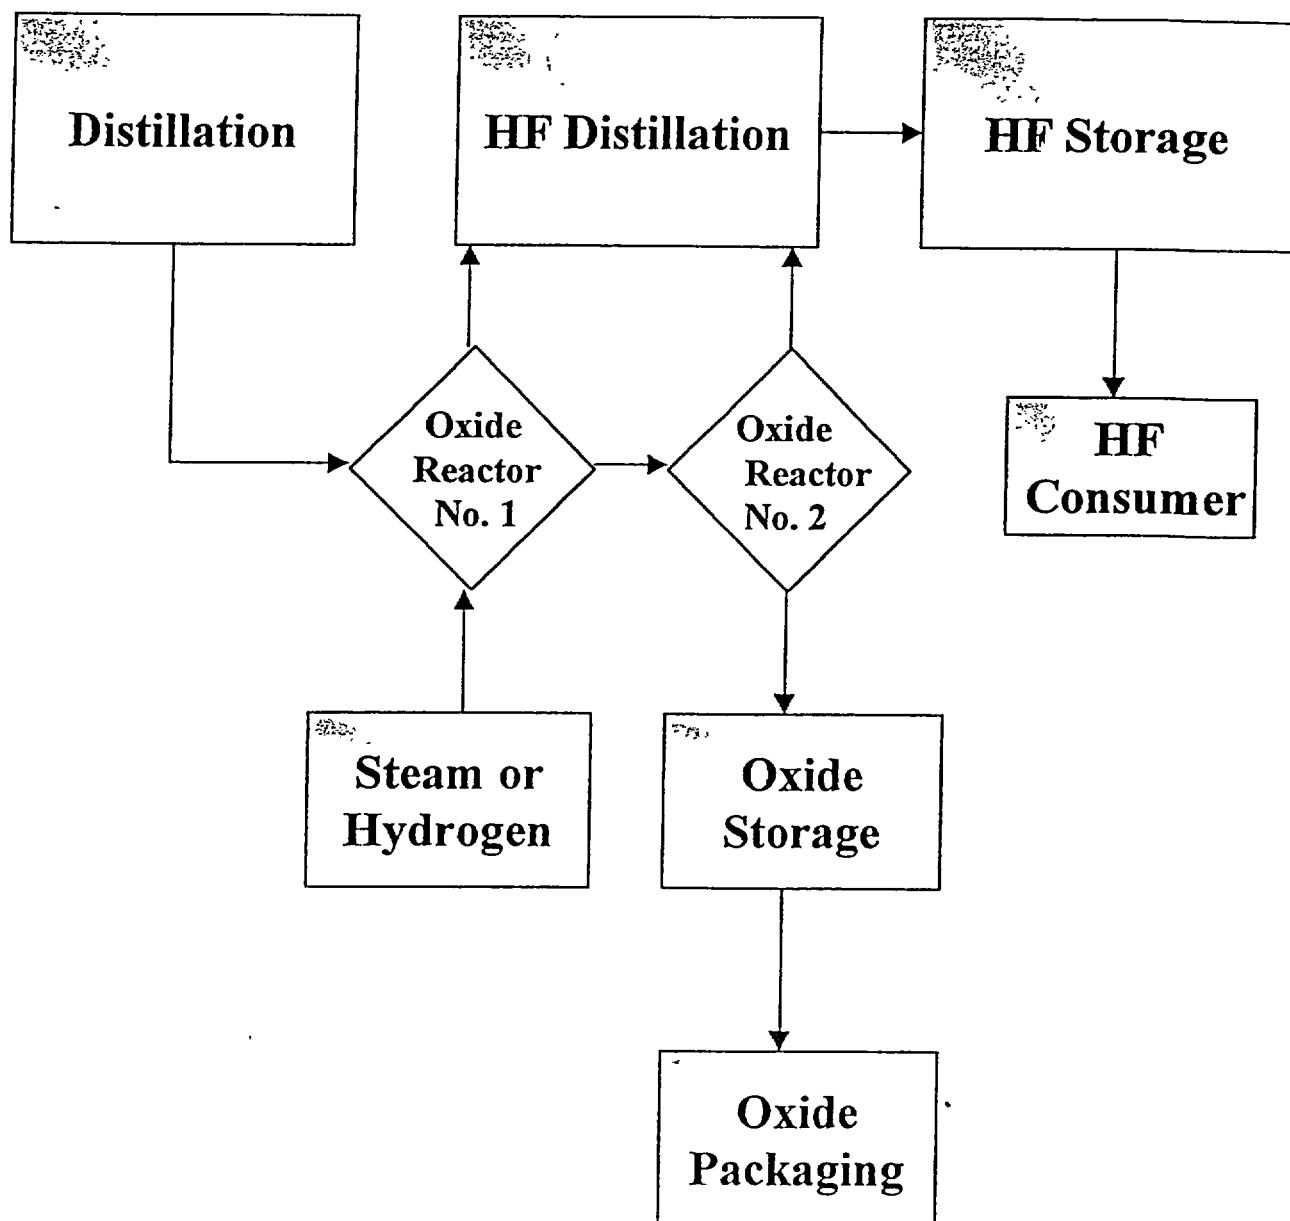 Distillation
HF Distillation
HF Storage
Oxide
Reactor
No. 1
Oxide
Reactor
No. 2
HF
Consumer
Steam or
Hydrogen
Oxide
Storage
Oxide
Packaging